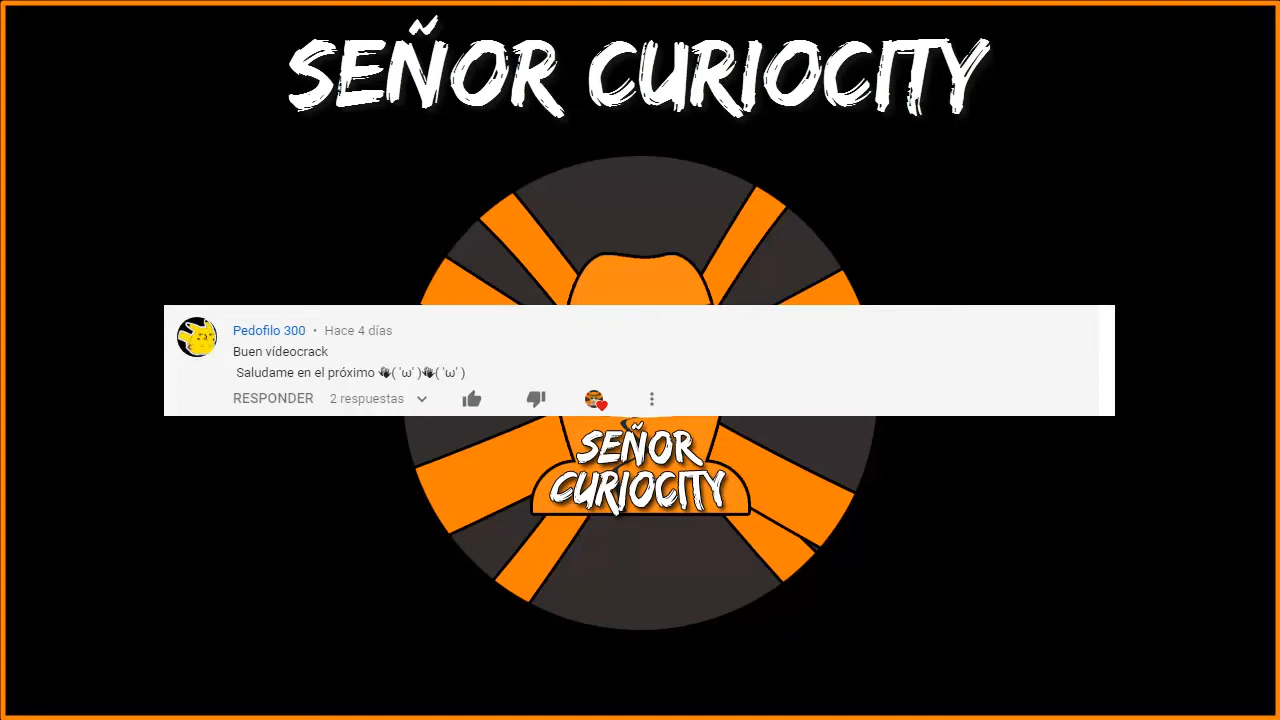 SEÑOR CURIOCITY
Pedofilo 300 • Hace 4 días
Buen vídeocrack
Saludame en el próximo 👋( 'ω' )👋( 'ω' )
RESPONDER 2 respuestas
SEÑOR
CURIOCITY